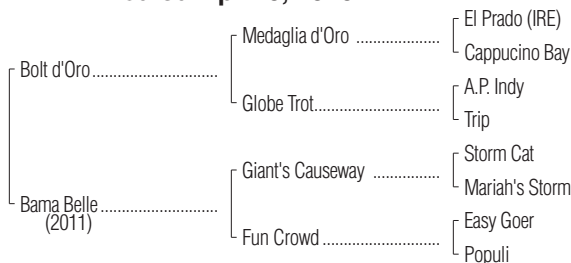 El Prado (IRE)
Medaglia d'Oro
Cappucino Bay
Bolt d'Oro
A.P. Indy
Globe Trot
Trip
Storm Cat
Giant's Causeway
Mariah's Storm
Bama Belle
(2011)
Easy Goer
Fun Crowd
Populi